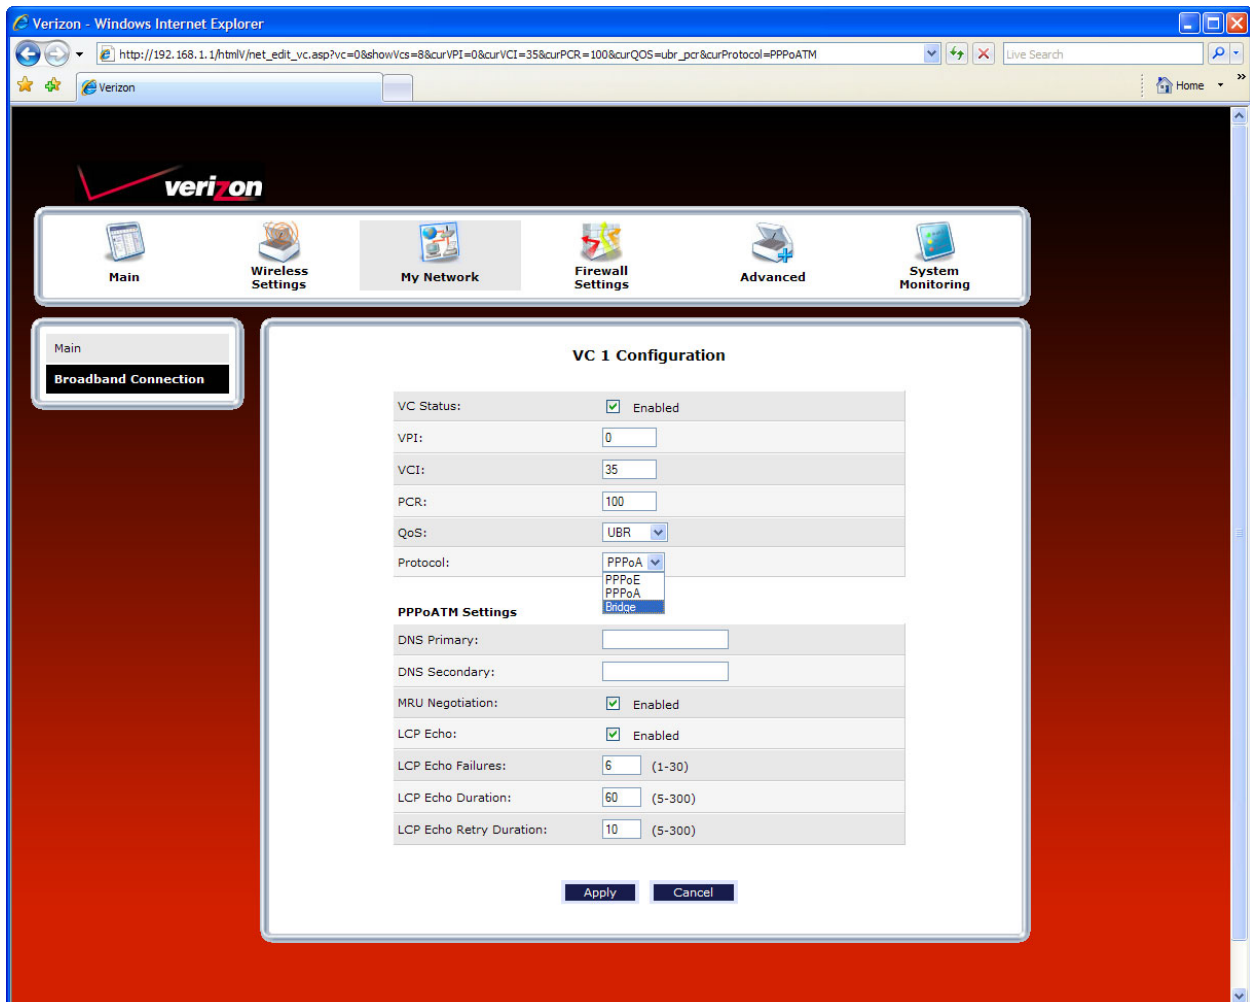 Verizon - Windows Internet Explorer
http://192.168.1.1/htmlV/net_edit_vc.asp?vc=0&showVcs=8&curVPI=0&curVCI=35&curPCR=100&curQOS=ubr_pcr&curProtocol=PPPoATM
Live Search
Verizon
Home
verizon
Main
Wireless Settings
My Network
Firewall Settings
Advanced
System Monitoring
Main
Broadband Connection
VC 1 Configuration
VC Status: Enabled
VPI: 0
VCI: 35
PCR: 100
QoS: UBR
Protocol: PPPoA
PPPoE
PPPoA
Bridge
PPPoATM Settings
DNS Primary:
DNS Secondary:
MRU Negotiation: Enabled
LCP Echo: Enabled
LCP Echo Failures: 6 (1-30)
LCP Echo Duration: 60 (5-300)
LCP Echo Retry Duration: 10 (5-300)
Apply Cancel